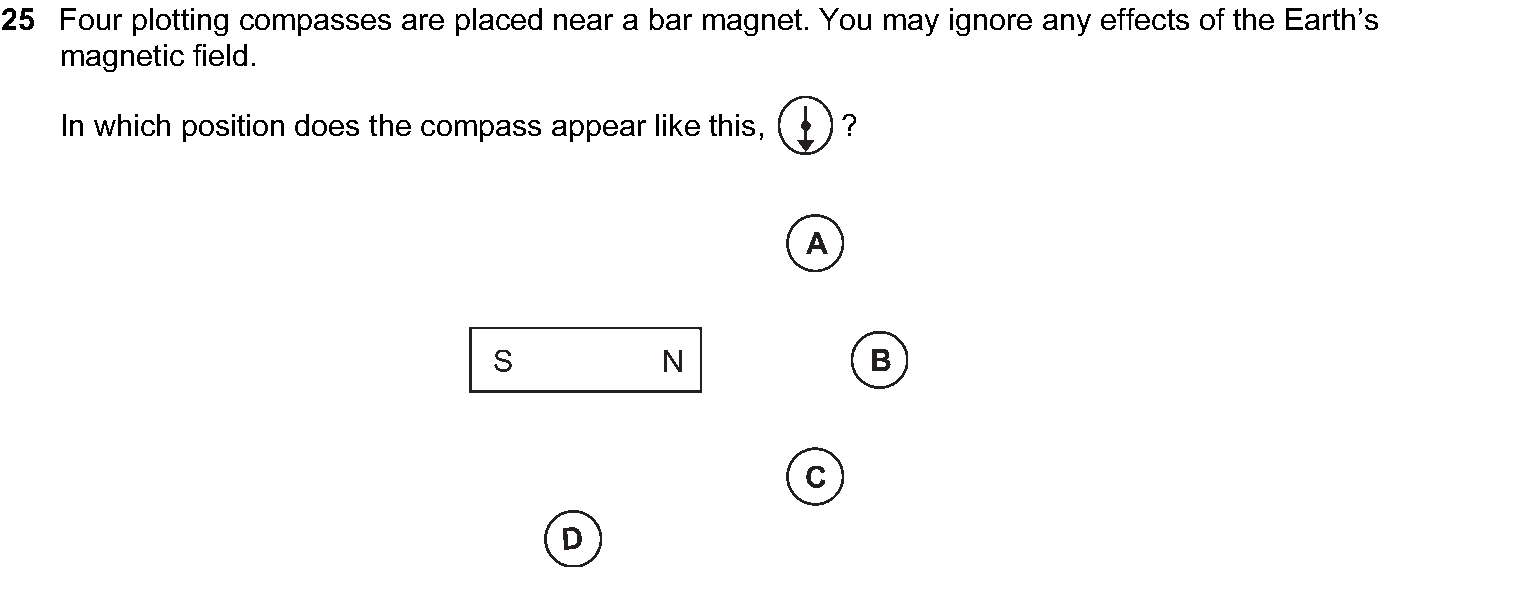 25 Four plotting compasses are placed near a bar magnet. You may ignore any effects of the Earth’s
magnetic field.
In which position does the compass appear like this, ?
A
S N B
C
D